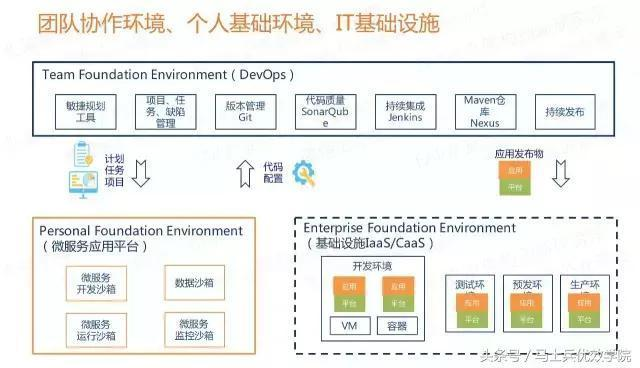 团队协作环境、个人基础环境、IT基础设施
Team Foundation Environment（DevOps）
敏捷规划
工具
项目、任
务、缺陷
管理
版本管理
Git
代码质量
SonarQub
e
持续集成
Jenkins
Maven仓
库
Nexus
持续发布
计划
任务
项目
代码
配置
应用发布物
应用
平台
Personal Foundation Environment
（微服务应用平台）
微服务
开发沙箱
数据沙箱
微服务
运行沙箱
微服务
监控沙箱
Enterprise Foundation Environment
（基础设施IaaS/CaaS）
开发环境
应用
平台
应用
平台
VM
容器
测试环
应用
平台
预发环
应用
平台
生产环
应用
平台
头条号／马士兵优效学院